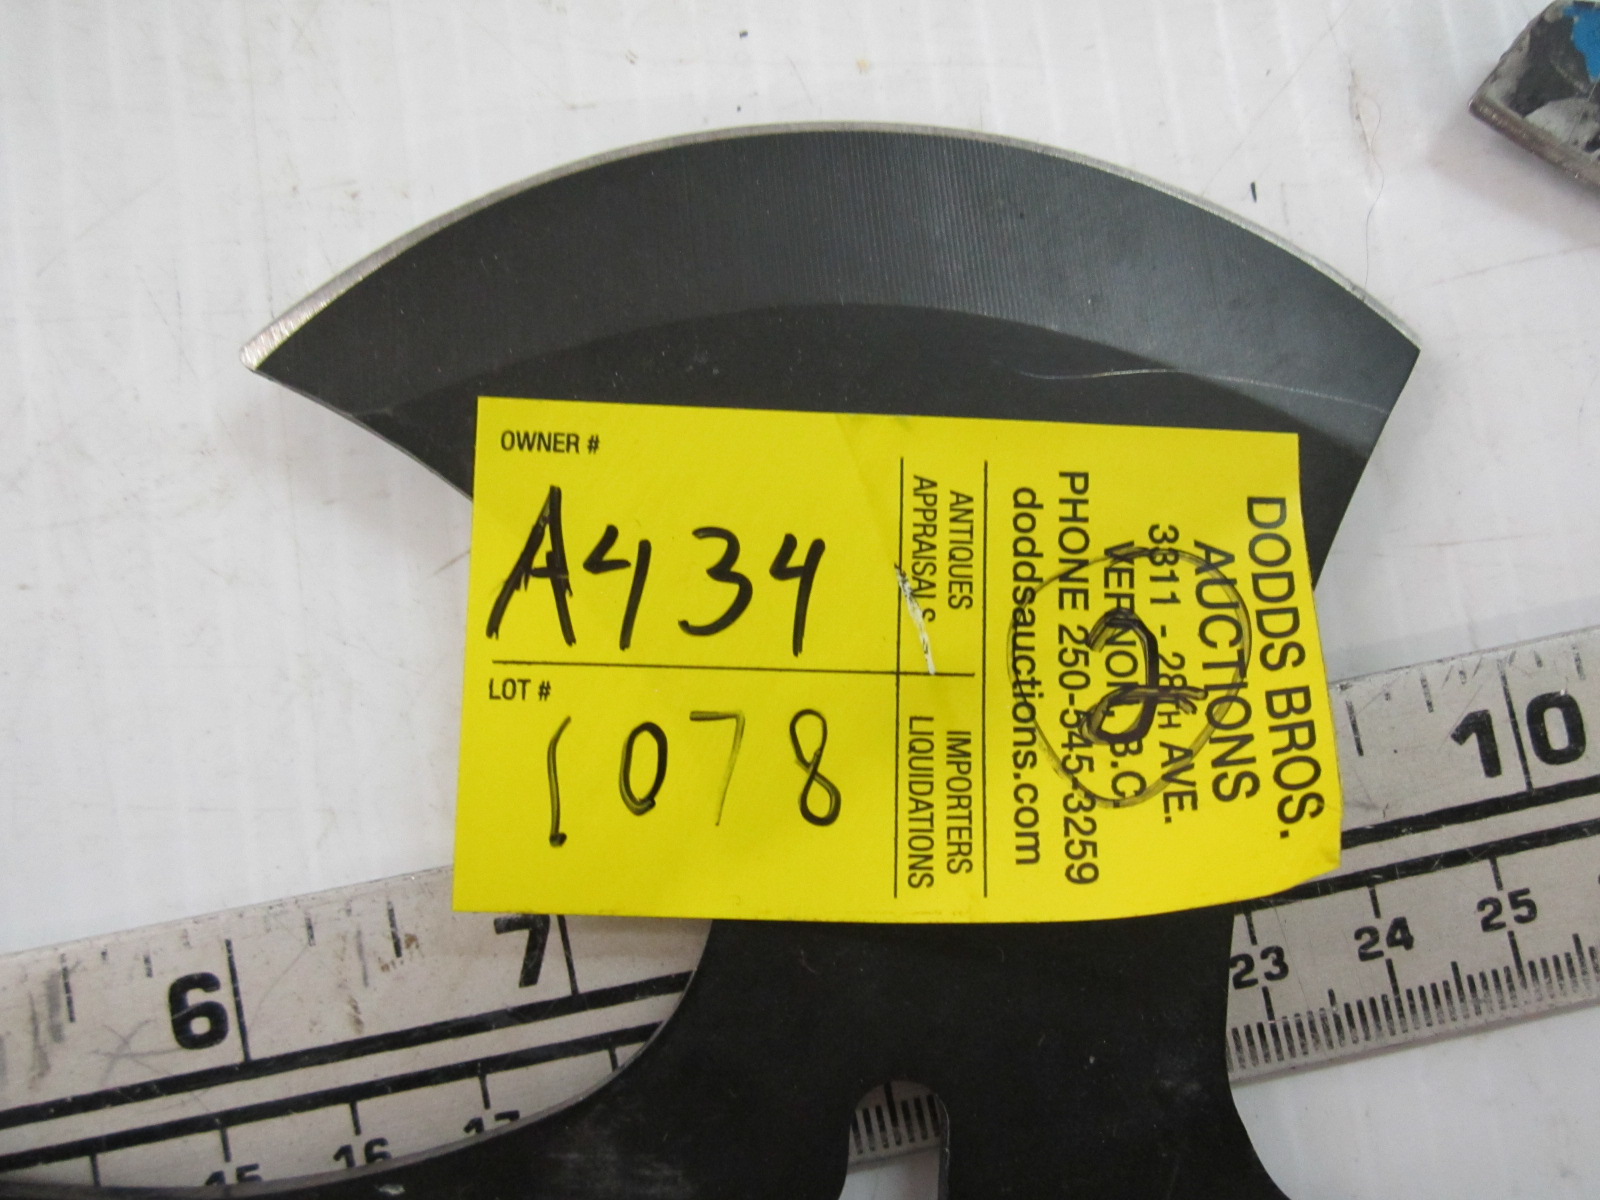 OWNER #
A434
LOT #
1078
ANTIQUES
APPRAISALS
IMPORTERS
LIQUIDATIONS
DODDS BROS.
AUCTIONS
3311 - 28TH AVE.
VERNON, B.C.
PHONE 250-545-3259
doddsauctions.com
8
6 7 10
15 16 17 23 24 25